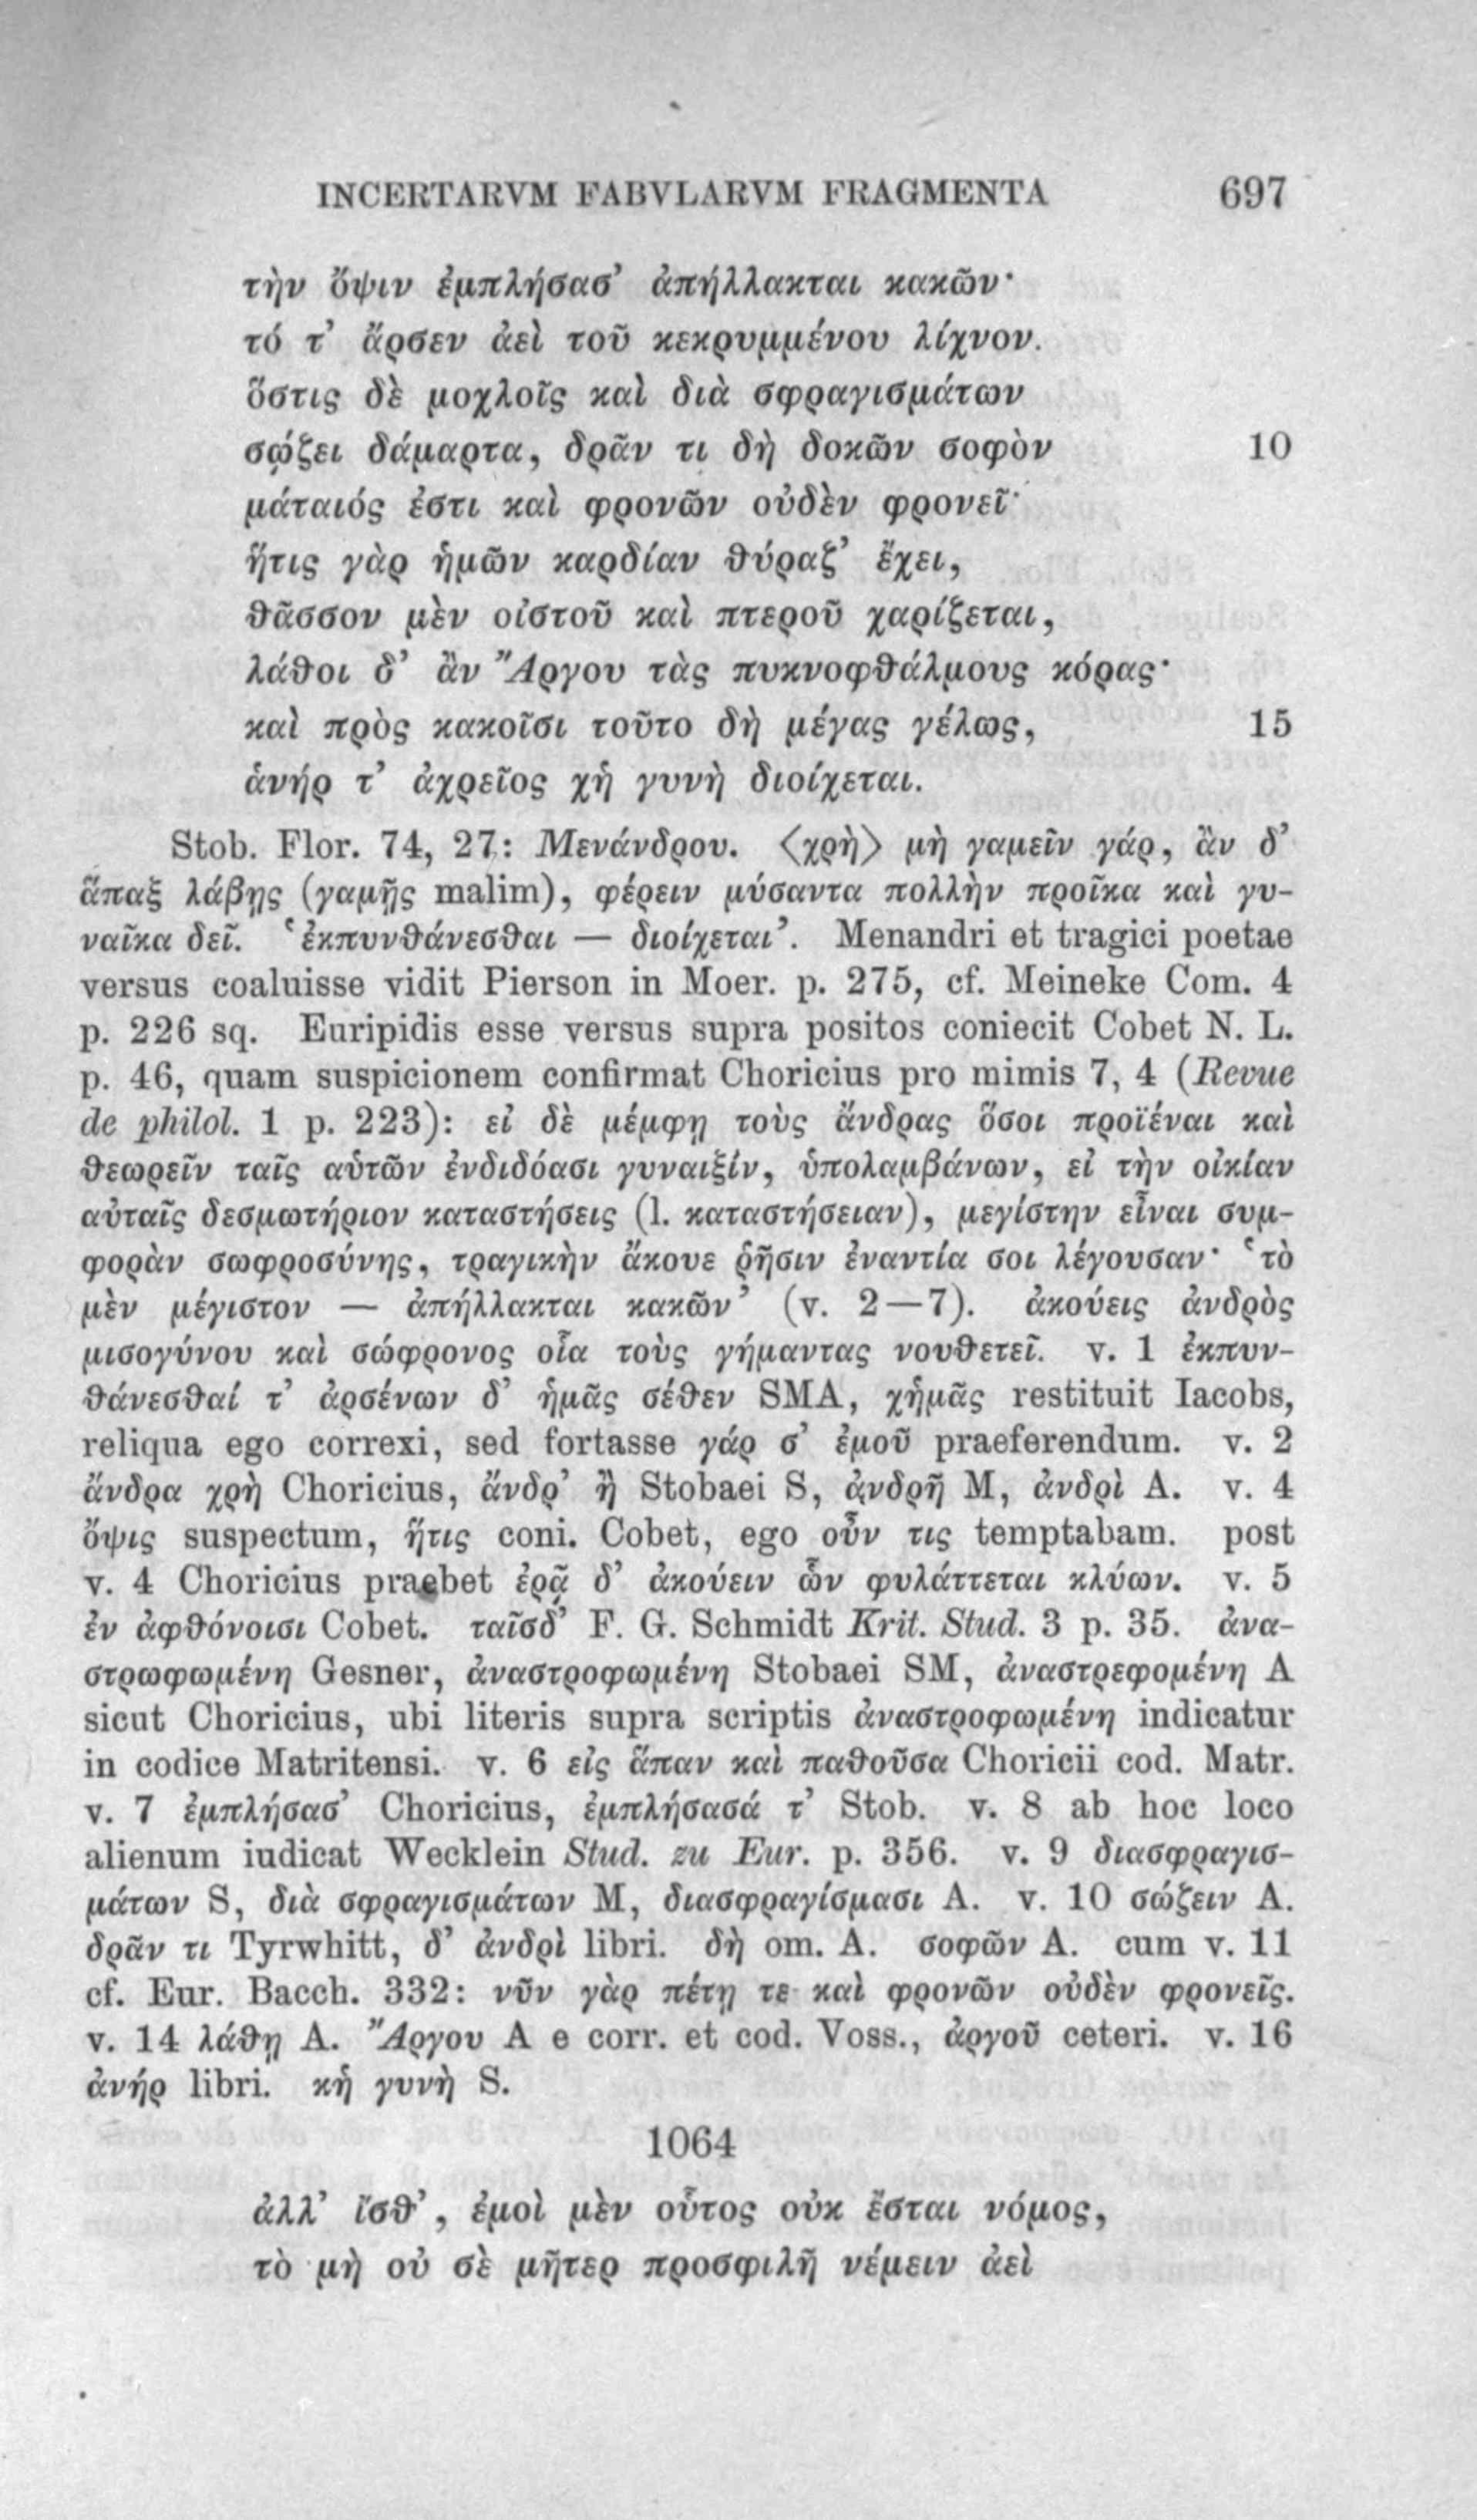 INCERTARVM FABVLARVM FRAGMENTA 697
τὴν ὄψιν ἐμπλήσασ’ ἀπήλλακται κακῶν·
τό τ’ ἄρσεν ἀεὶ τοῦ κεκρυμμένου λίχνον.
ὅστις δὲ μοχλοῖς καὶ διὰ σφραγισμάτων
σῴζει δάμαρτα, δρᾶν τι δὴ δοκῶν σοφὸν 10
μάταιός ἐστι καὶ φρονῶν οὐδὲν φρονεῖ·
ἥτις γὰρ ἡμῶν καρδίαν θύραζ’ ἔχει,
θᾶσσον μὲν οἰστοῦ καὶ πτεροῦ χαρίζεται,
λάθοι δ’ ἂν Ἄργου τὰς πυκνοφθάλμους κόρας·
καὶ πρὸς κακοῖσι τοῦτο δὴ μέγας γέλως, 15
ἁνήρ τ’ ἀχρεῖος χἠ γυνὴ διοίχεται.
Stob. Flor. 74, 27: Μενάνδρου. 〈χρὴ〉 μὴ γαμεῖν γάρ, ἂν δ’
ἅπαξ λάβῃς (γαμῇς malim), φέρειν μύσαντα πολλὴν προῖκα καὶ γυ-
ναῖκα δεῖ. ‘ἐκπυνθάνεσθαι — διοίχεται’. Menandri et tragici poetae
versus coaluisse vidit Pierson in Moer. p. 275, cf. Meineke Com. 4
p. 226 sq. Euripidis esse versus supra positos coniecit Cobet N. L.
p. 46, quam suspicionem confirmat Choricius pro mimis 7, 4 (Revue
de philol. 1 p. 223): εἰ δὲ μέμφῃ τοὺς ἄνδρας ὅσοι προϊέναι καὶ
θεωρεῖν ταῖς αὑτῶν ἐνδιδόασι γυναιξίν, ὑπολαμβάνων, εἰ τὴν οἰκίαν
αὐταῖς δεσμωτήριον καταστήσεις (l. καταστήσειαν), μεγίστην εἶναι συμ-
φορὰν σωφροσύνης, τραγικὴν ἄκουε ῥῆσιν ἐναντία σοι λέγουσαν· ‘τὸ
μὲν μέγιστον — ἀπήλλακται κακῶν’ (v. 2—7). ἀκούεις ἀνδρὸς
μισογύνου καὶ σώφρονος οἷα τοὺς γήμαντας νουθετεῖ. v. 1 ἐκπυν-
θάνεσθαί τ’ ἀρσένων δ’ ἡμᾶς σέθεν SMA, χἠμᾶς restituit Iacobs,
reliqua ego correxi, sed fortasse γάρ σ’ ἐμοῦ praeferendum. v. 2
ἄνδρα χρὴ Choricius, ἄνδρ’ ἢ Stobaei S, ἀνδρῆ M, ἀνδρὶ A. v. 4
ὄψις suspectum, ἥτις coni. Cobet, ego οὖν τις temptabam. post
v. 4 Choricius praebet ἐρᾷ δ’ ἀκούειν ὧν φυλάττεται κλύων. v. 5
ἐν ἀφθόνοισι Cobet. ταῖσδ’ F. G. Schmidt Krit. Stud. 3 p. 35. ἀνα-
στρωφωμένη Gesner, ἀναστροφωμένη Stobaei SM, ἀναστρεφομένη A
sicut Choricius, ubi literis supra scriptis ἀναστροφωμένη indicatur
in codice Matritensi. v. 6 εἰς ἅπαν καὶ παθοῦσα Choricii cod. Matr.
v. 7 ἐμπλήσασ’ Choricius, ἐμπλήσασά τ’ Stob. v. 8 ab hoc loco
alienum iudicat Wecklein Stud. zu Eur. p. 356. v. 9 διασφραγισ-
μάτων S, διὰ σφραγισμάτων M, διασφραγίσμασι A. v. 10 σώζειν A.
δρᾶν τι Tyrwhitt, δ’ ἀνδρὶ libri. δὴ om. A. σοφῶν A. cum v. 11
cf. Eur. Bacch. 332: νῦν γὰρ πέτῃ τε καὶ φρονῶν οὐδὲν φρονεῖς.
v. 14 λάθῃ A. Ἄργου A e corr. et cod. Voss., ἀργοῦ ceteri. v. 16
ἀνήρ libri. κἡ γυνὴ S.
1064
ἀλλ’ ἴσθ’, ἐμοὶ μὲν οὗτος οὐκ ἔσται νόμος,
τὸ μὴ οὐ σὲ μῆτερ προσφιλῆ νέμειν ἀεὶ